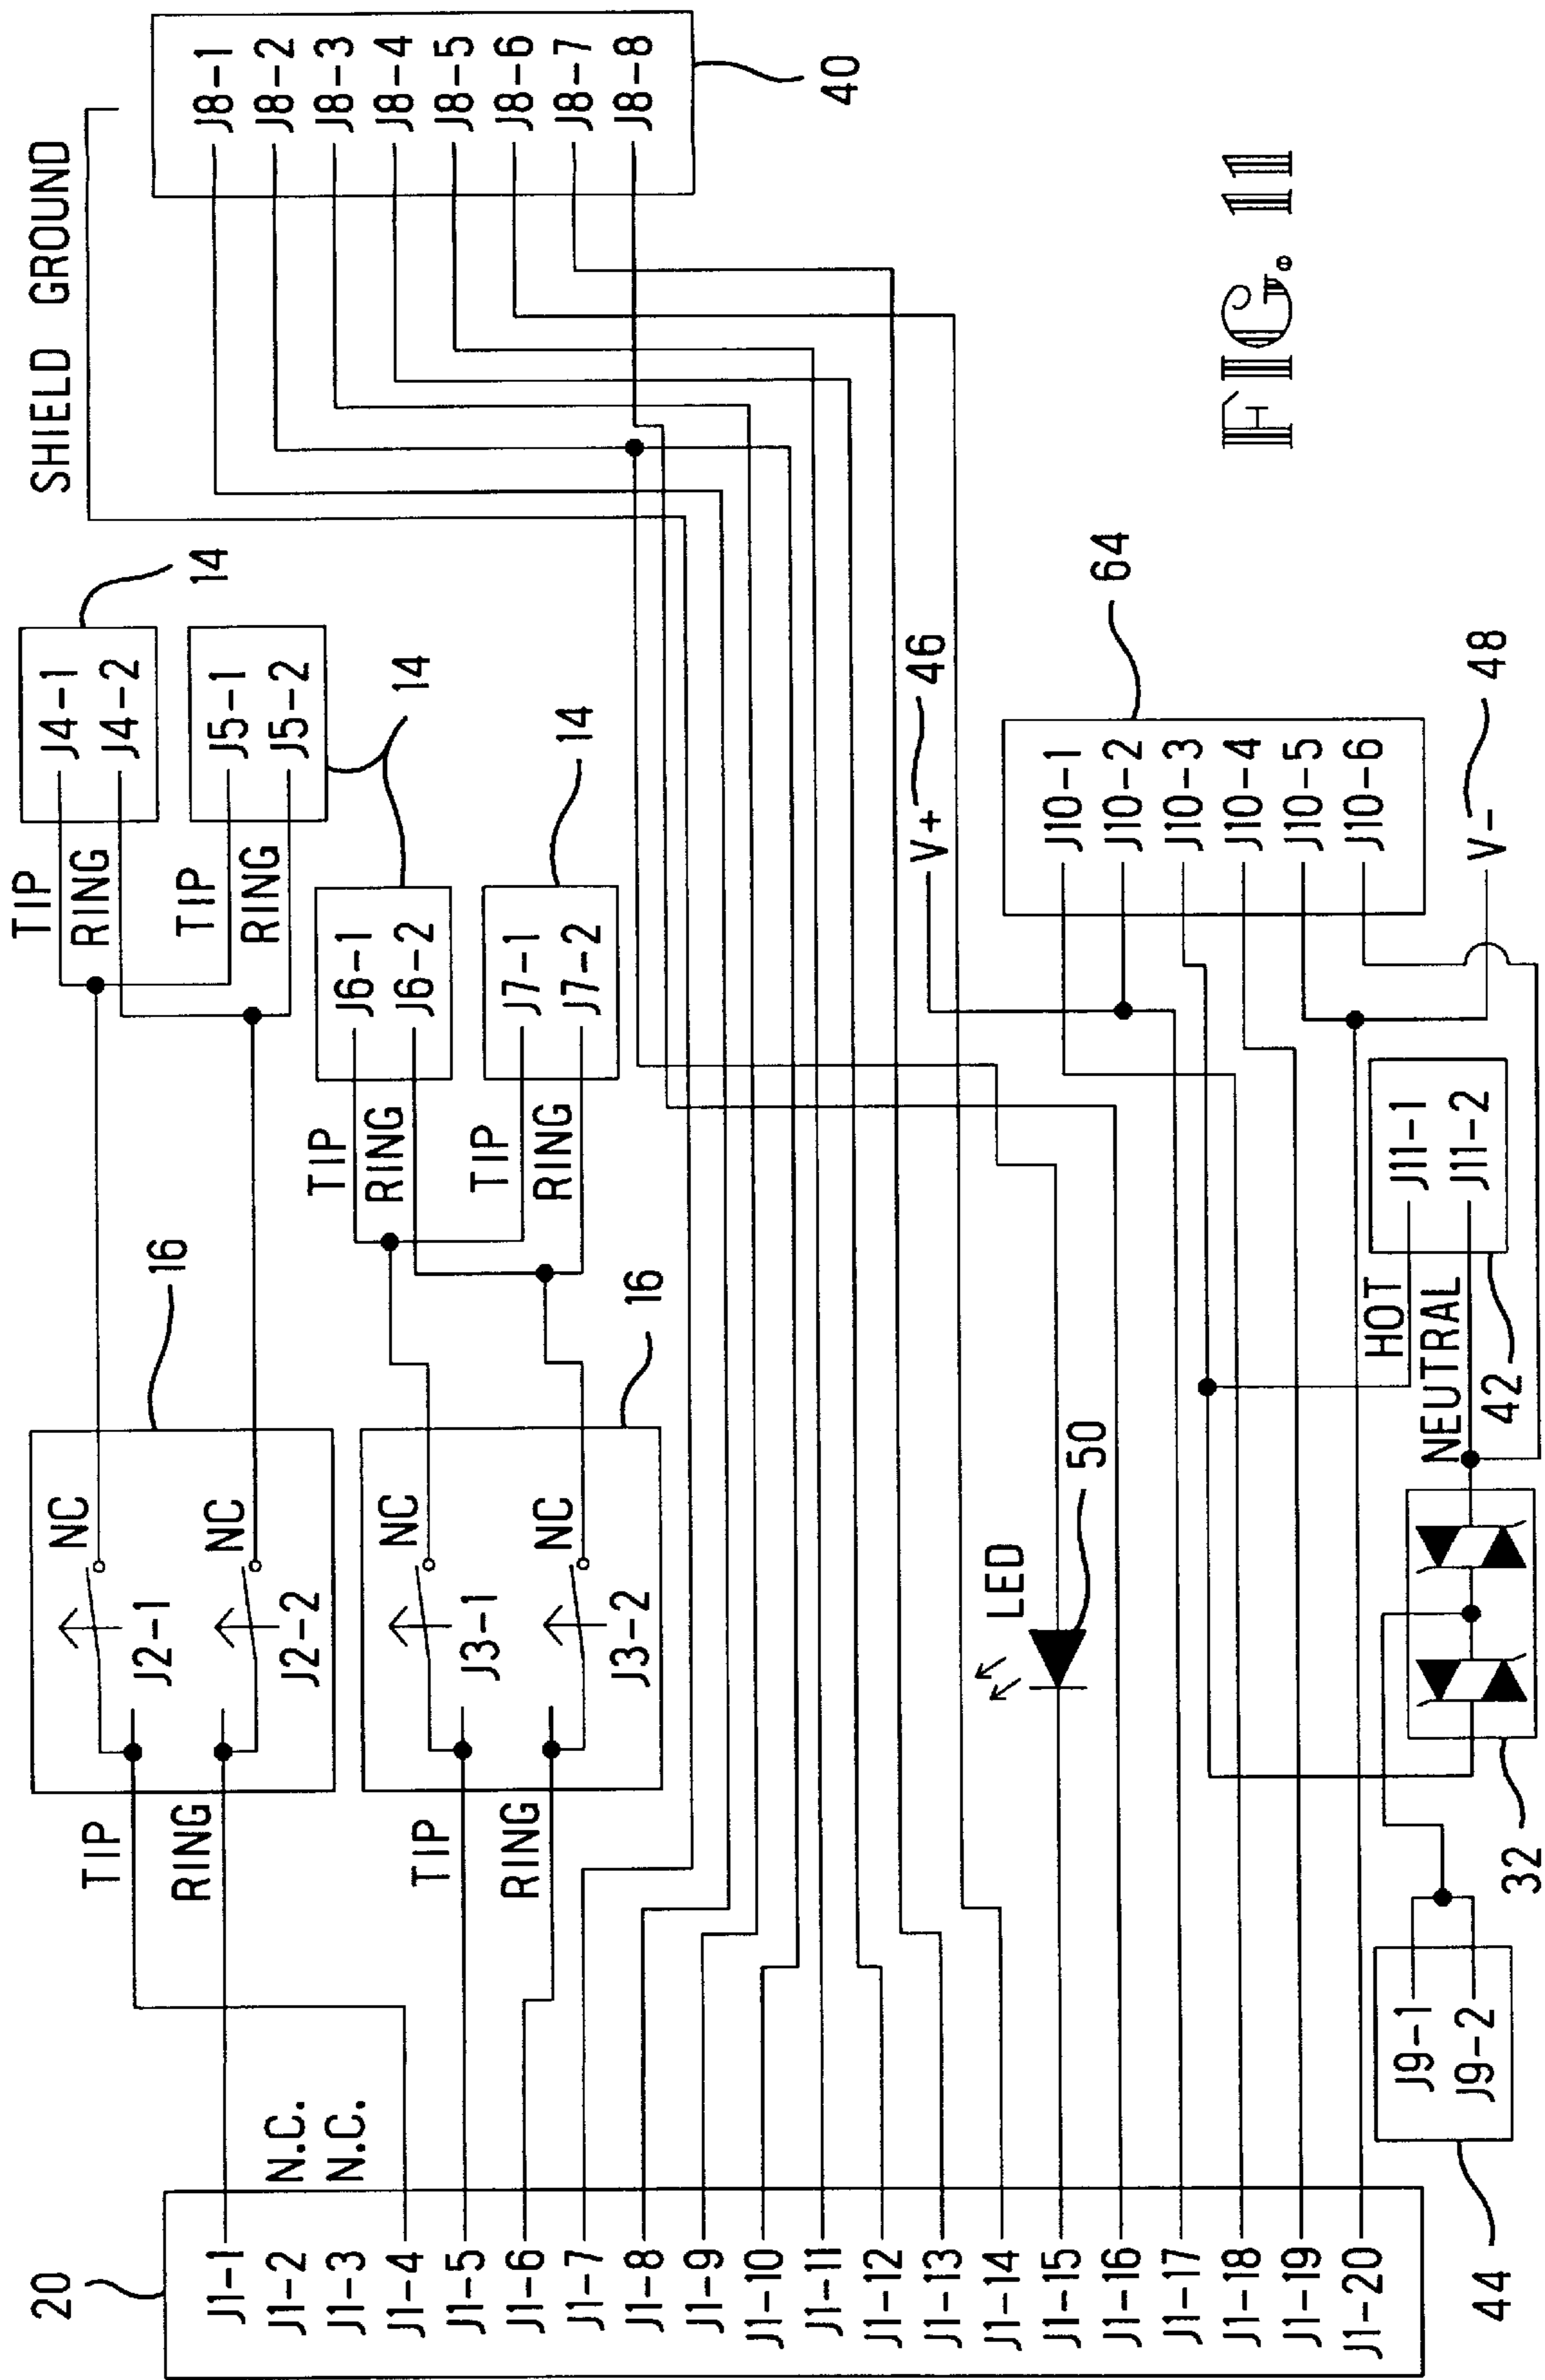 20
J1-1
J1-2 N.C.
J1-3 N.C.
J1-4
J1-5
J1-6
J1-7
J1-8
J1-9
J1-10
J1-11
J1-12
J1-13
J1-14
J1-15
J1-16
J1-17
J1-18
J1-19
J1-20
TIP
RING
J2-1
NC
J2-2
NC
16
TIP
RING
J3-1
NC
J3-2
NC
16
TIP
RING
J4-1
J4-2
14
TIP
RING
J5-1
J5-2
14
TIP
RING
J6-1
J6-2
TIP
RING
J7-1
J7-2
14
SHIELD GROUND
J8-1
J8-2
J8-3
J8-4
J8-5
J8-6
J8-7
J8-8
40
LED
50
V+
46
J10-1
J10-2
J10-3
J10-4
J10-5
J10-6
64
V-
48
HOT
NEUTRAL
J11-1
J11-2
42
32
J9-1
J9-2
44
FIG. 11